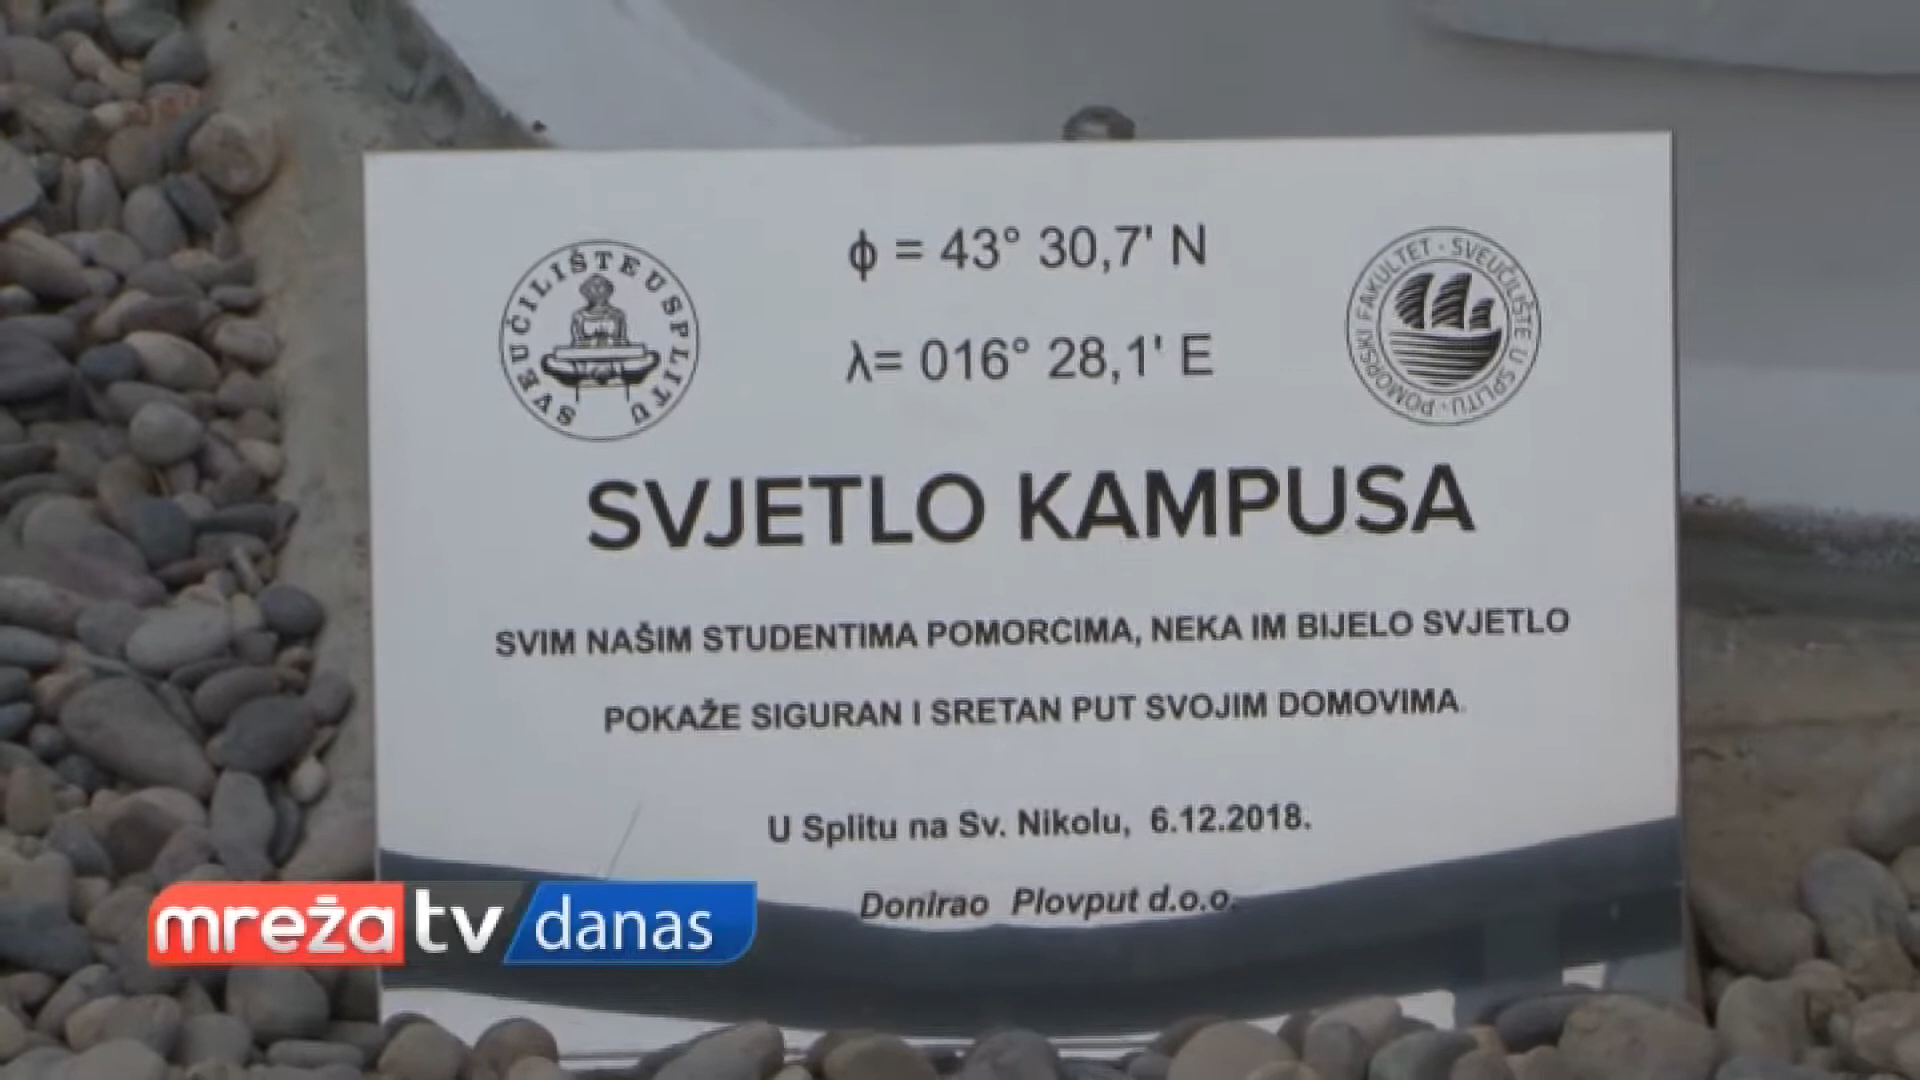 φ = 43° 30,7' N
λ= 016° 28,1' E
SVEUČILIŠTE U SPLITU
POMORSKI FAKULTET · SVEUČILIŠTE U SPLITU ·
SVJETLO KAMPUSA
SVIM NAŠIM STUDENTIMA POMORCIMA, NEKA IM BIJELO SVJETLO
POKAŽE SIGURAN I SRETAN PUT SVOJIM DOMOVIMA.
U Splitu na Sv. Nikolu, 6.12.2018.
Donirao Plovput d.o.o.
mreža tv danas